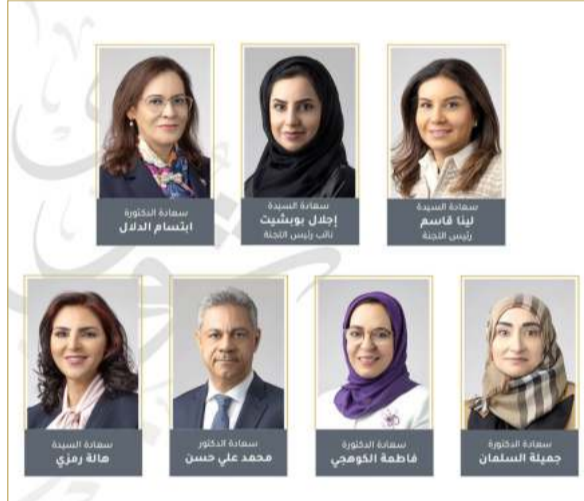 سعادة السيدة
لينا قاسم
رئيس اللجنة
سعادة السيدة
إجلال بوبشيت
نائب رئيس اللجنة
سعادة الدكتورة
ابتسام الدلال
سعادة الدكتورة
جميلة السلمان
سعادة الدكتورة
فاطمة الكوهجي
سعادة الدكتور
محمد علي حسن
سعادة السيدة
هالة رمزي